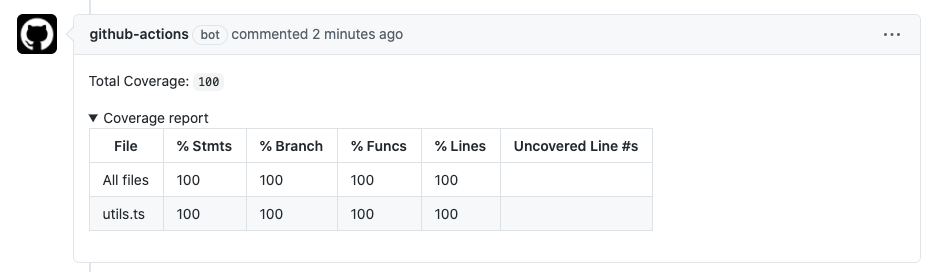 github-actions bot commented 2 minutes ago ...
Total Coverage: 100
▼ Coverage report
File % Stmts % Branch % Funcs % Lines Uncovered Line #s
All files 100 100 100 100
utils.ts 100 100 100 100